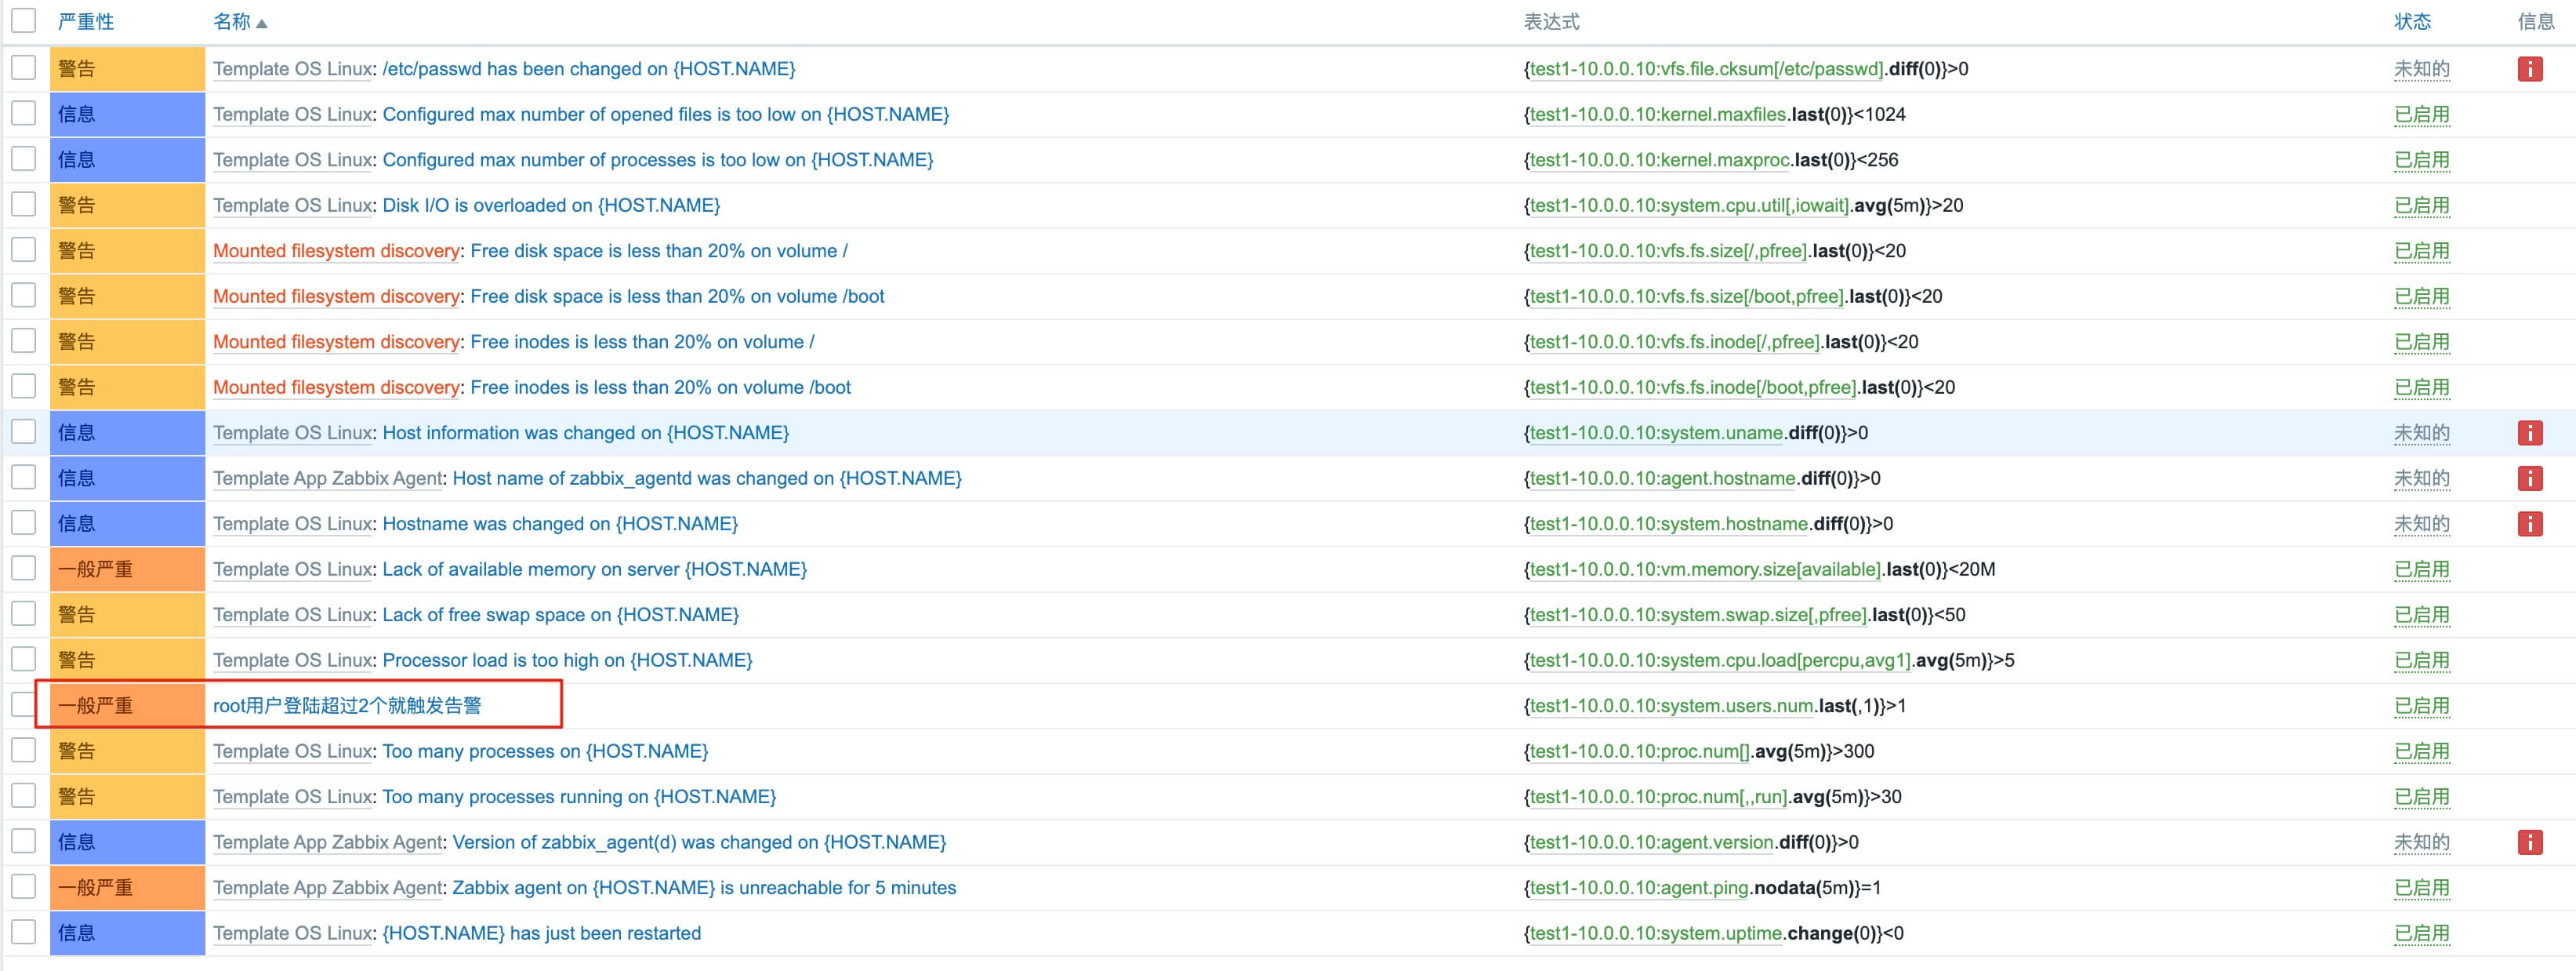 严重性 名称▲ 表达式 状态 信息
警告 Template OS Linux: /etc/passwd has been changed on {HOST.NAME} {test1-10.0.0.10:vfs.file.cksum[/etc/passwd].diff(0)}>0 未知的 i
信息 Template OS Linux: Configured max number of opened files is too low on {HOST.NAME} {test1-10.0.0.10:kernel.maxfiles.last(0)}<1024 已启用
信息 Template OS Linux: Configured max number of processes is too low on {HOST.NAME} {test1-10.0.0.10:kernel.maxproc.last(0)}<256 已启用
警告 Template OS Linux: Disk I/O is overloaded on {HOST.NAME} {test1-10.0.0.10:system.cpu.util[,iowait].avg(5m)}>20 已启用
警告 Mounted filesystem discovery: Free disk space is less than 20% on volume / {test1-10.0.0.10:vfs.fs.size[/,pfree].last(0)}<20 已启用
警告 Mounted filesystem discovery: Free disk space is less than 20% on volume /boot {test1-10.0.0.10:vfs.fs.size[/boot,pfree].last(0)}<20 已启用
警告 Mounted filesystem discovery: Free inodes is less than 20% on volume / {test1-10.0.0.10:vfs.fs.inode[/,pfree].last(0)}<20 已启用
警告 Mounted filesystem discovery: Free inodes is less than 20% on volume /boot {test1-10.0.0.10:vfs.fs.inode[/boot,pfree].last(0)}<20 已启用
信息 Template OS Linux: Host information was changed on {HOST.NAME} {test1-10.0.0.10:system.uname.diff(0)}>0 未知的 i
信息 Template App Zabbix Agent: Host name of zabbix_agentd was changed on {HOST.NAME} {test1-10.0.0.10:agent.hostname.diff(0)}>0 未知的 i
信息 Template OS Linux: Hostname was changed on {HOST.NAME} {test1-10.0.0.10:system.hostname.diff(0)}>0 未知的 i
一般严重 Template OS Linux: Lack of available memory on server {HOST.NAME} {test1-10.0.0.10:vm.memory.size[available].last(0)}<20M 已启用
警告 Template OS Linux: Lack of free swap space on {HOST.NAME} {test1-10.0.0.10:system.swap.size[,pfree].last(0)}<50 已启用
警告 Template OS Linux: Processor load is too high on {HOST.NAME} {test1-10.0.0.10:system.cpu.load[percpu,avg1].avg(5m)}>5 已启用
一般严重 root用户登陆超过2个就触发告警 {test1-10.0.0.10:system.users.num.last(,1)}>1 已启用
警告 Template OS Linux: Too many processes on {HOST.NAME} {test1-10.0.0.10:proc.num[].avg(5m)}>300 已启用
警告 Template OS Linux: Too many processes running on {HOST.NAME} {test1-10.0.0.10:proc.num[,,run].avg(5m)}>30 已启用
信息 Template App Zabbix Agent: Version of zabbix_agent(d) was changed on {HOST.NAME} {test1-10.0.0.10:agent.version.diff(0)}>0 未知的 i
一般严重 Template App Zabbix Agent: Zabbix agent on {HOST.NAME} is unreachable for 5 minutes {test1-10.0.0.10:agent.ping.nodata(5m)}=1 已启用
信息 Template OS Linux: {HOST.NAME} has just been restarted {test1-10.0.0.10:system.uptime.change(0)}<0 已启用